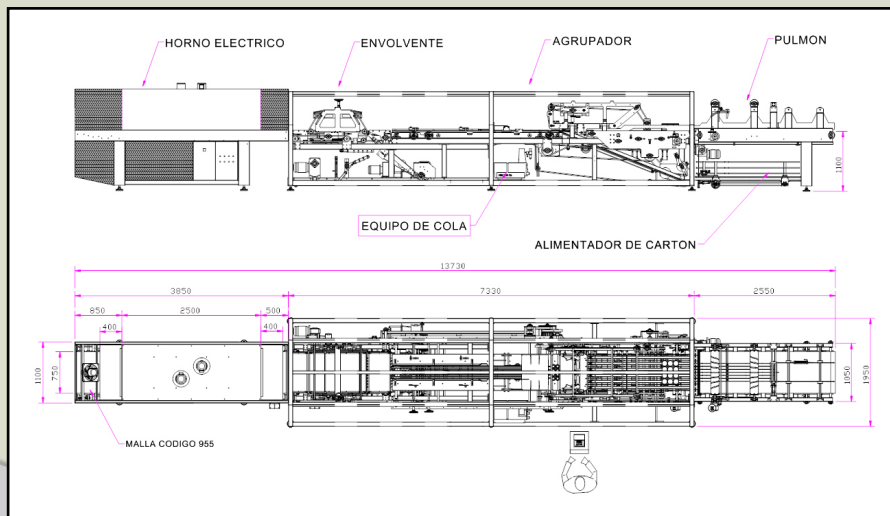 HORNO ELECTRICO
ENVOLVENTE
AGRUPADOR
PULMON
1100
EQUIPO DE COLA
ALIMENTADOR DE CARTON
13730
3850
7330
2550
850
2500
500
400
400
1100
750
1050
1950
MALLA CODIGO 955